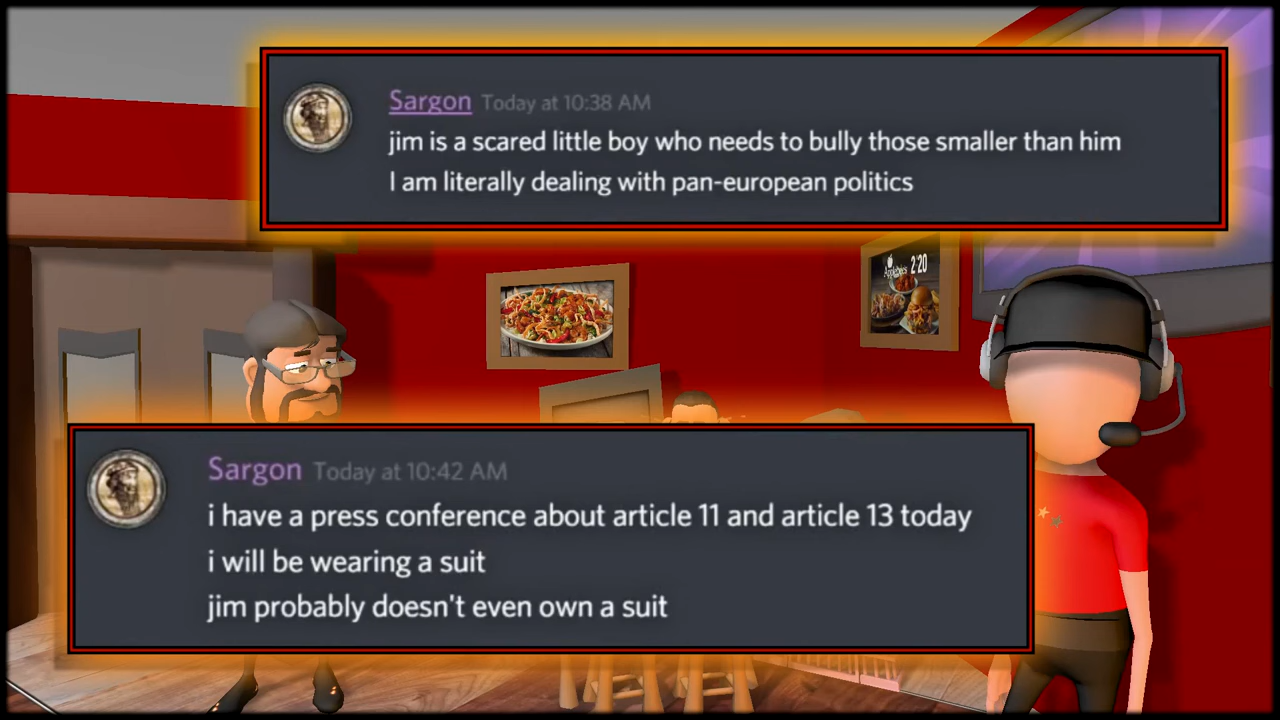 Sargon Today at 10:38 AM
jim is a scared little boy who needs to bully those smaller than him
I am literally dealing with pan-european politics
2 20
Sargon Today at 10:42 AM
i have a press conference about article 11 and article 13 today
i will be wearing a suit
jim probably doesn't even own a suit